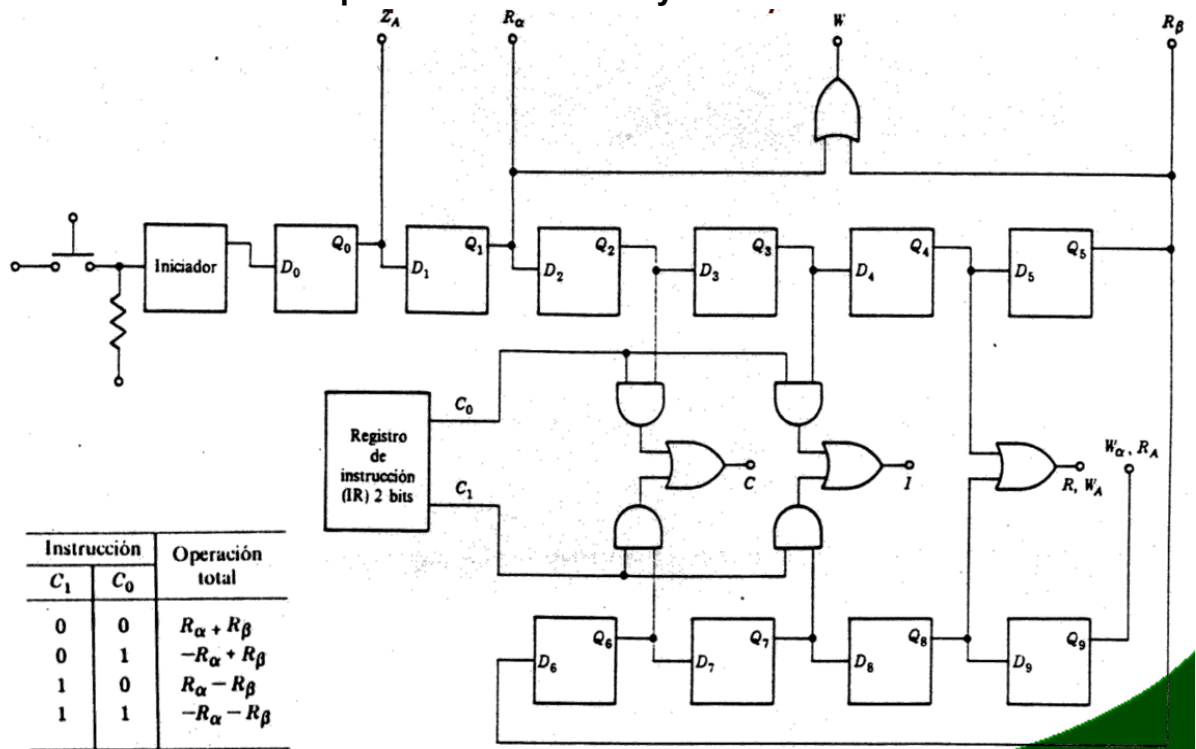 Z_A
R_α
W
R_β
Iniciador
D_0
Q_0
D_1
Q_1
D_2
Q_2
D_3
Q_3
D_4
Q_4
D_5
Q_5
Registro
de
instrucción
(IR) 2 bits
C_0
C_1
C
I
R, W_A
W_α, R_A
D_6
Q_6
D_7
Q_7
D_8
Q_8
D_9
Q_9
Instrucción
Operación
total
C_1 C_0
0 0 R_α + R_β
0 1 −R_α + R_β
1 0 R_α − R_β
1 1 −R_α − R_β